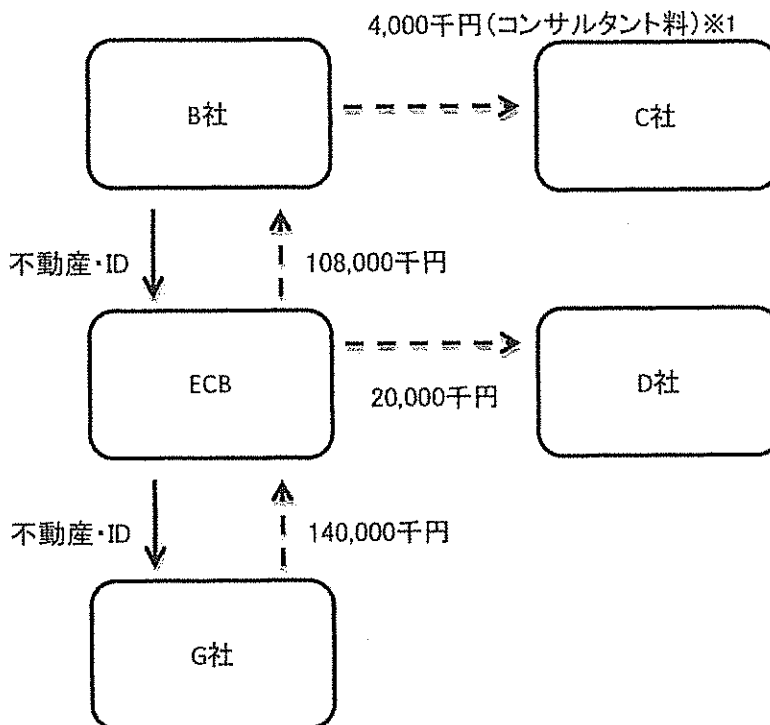 4,000千円(コンサルタント料)※1
B社
C社
不動産・ID
108,000千円
ECB
D社
20,000千円
不動産・ID
140,000千円
G社